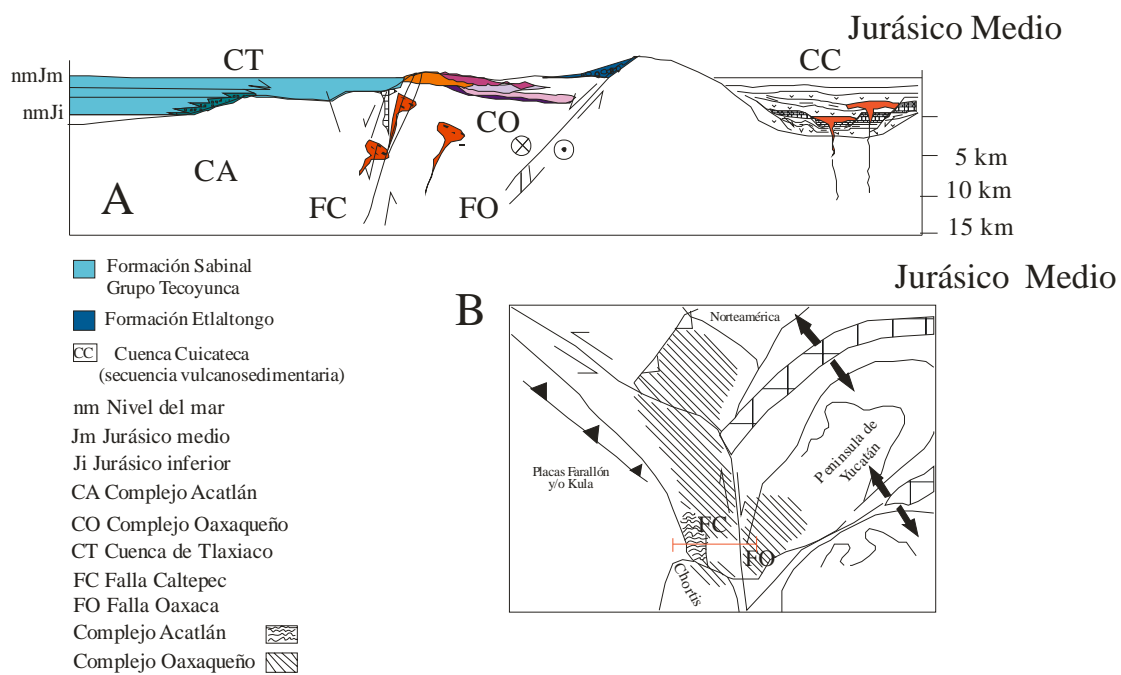 Jurásico Medio
CT
CC
nmJm
nmJi
CO
CA
5 km
A
FC
FO
10 km
15 km
Formación Sabinal
Grupo Tecoyunca
Formación Etlaltongo
CC Cuenca Cuicateca
(secuencia vulcanosedimentaria)
nm Nivel del mar
Jm Jurásico medio
Ji Jurásico inferior
CA Complejo Acatlán
CO Complejo Oaxaqueño
CT Cuenca de Tlaxiaco
FC Falla Caltepec
FO Falla Oaxaca
Complejo Acatlán
Complejo Oaxaqueño
Jurásico Medio
B
Norteamérica
Peninsula de
Yucatán
Placas Farallón
y/o Kula
FC
FO
Chortis